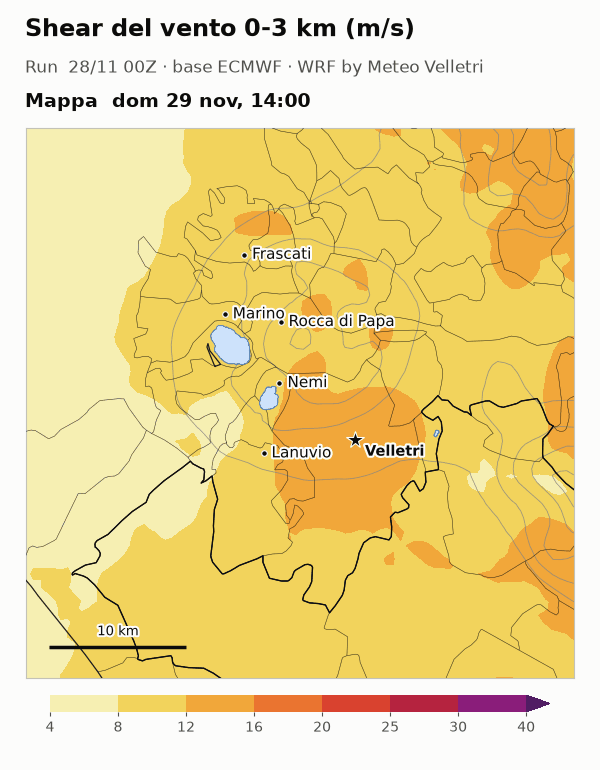 Shear del vento 0-3 km (m/s)
Run 28/11 00Z · base ECMWF · WRF by Meteo Velletri
Mappa dom 29 nov, 14:00
Frascati
Marino
Rocca di Papa
Nemi
Velletri
Lanuvio
10 km
4 8 12 16 20 25 30 40